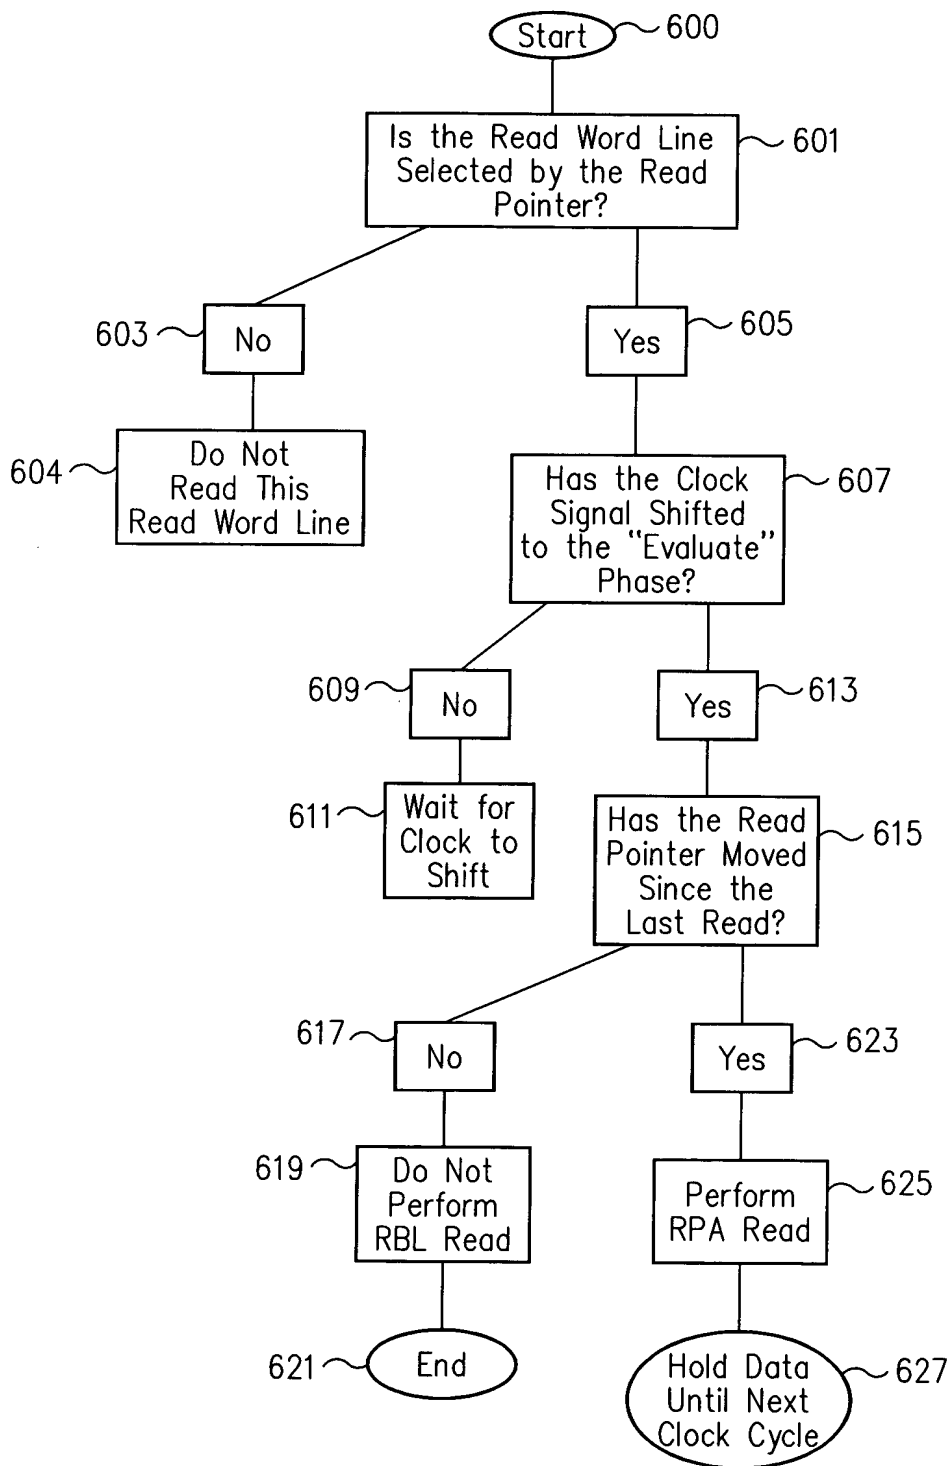 Start
600
Is the Read Word Line
Selected by the Read
Pointer?
601
603
No
Yes
605
604
Do Not
Read This
Read Word Line
Has the Clock
Signal Shifted
to the "Evaluate"
Phase?
607
609
No
Yes
613
611
Wait for
Clock to
Shift
Has the Read
Pointer Moved
Since the
Last Read?
615
617
No
Yes
623
619
Do Not
Perform
RBL Read
Perform
RPA Read
625
621
End
Hold Data
Until Next
Clock Cycle
627